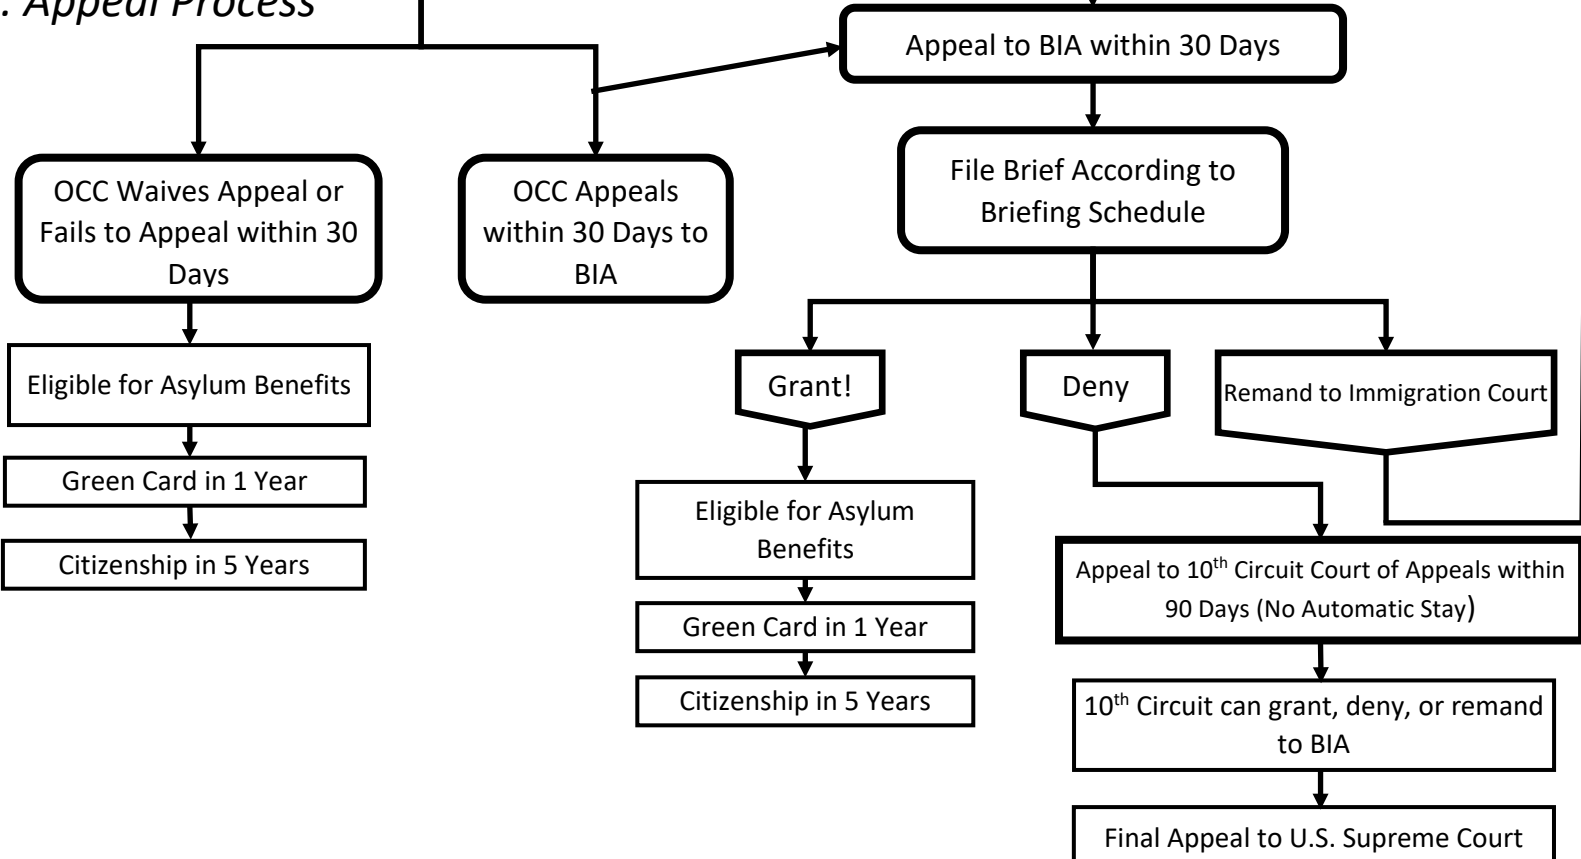 . Appeal Process
Appeal to BIA within 30 Days
OCC Waives Appeal or
Fails to Appeal within 30
Days
OCC Appeals
within 30 Days to
BIA
File Brief According to
Briefing Schedule
Eligible for Asylum Benefits
Green Card in 1 Year
Citizenship in 5 Years
Grant!
Deny
Remand to Immigration Court
Eligible for Asylum
Benefits
Green Card in 1 Year
Citizenship in 5 Years
Appeal to 10th Circuit Court of Appeals within
90 Days (No Automatic Stay)
10th Circuit can grant, deny, or remand
to BIA
Final Appeal to U.S. Supreme Court